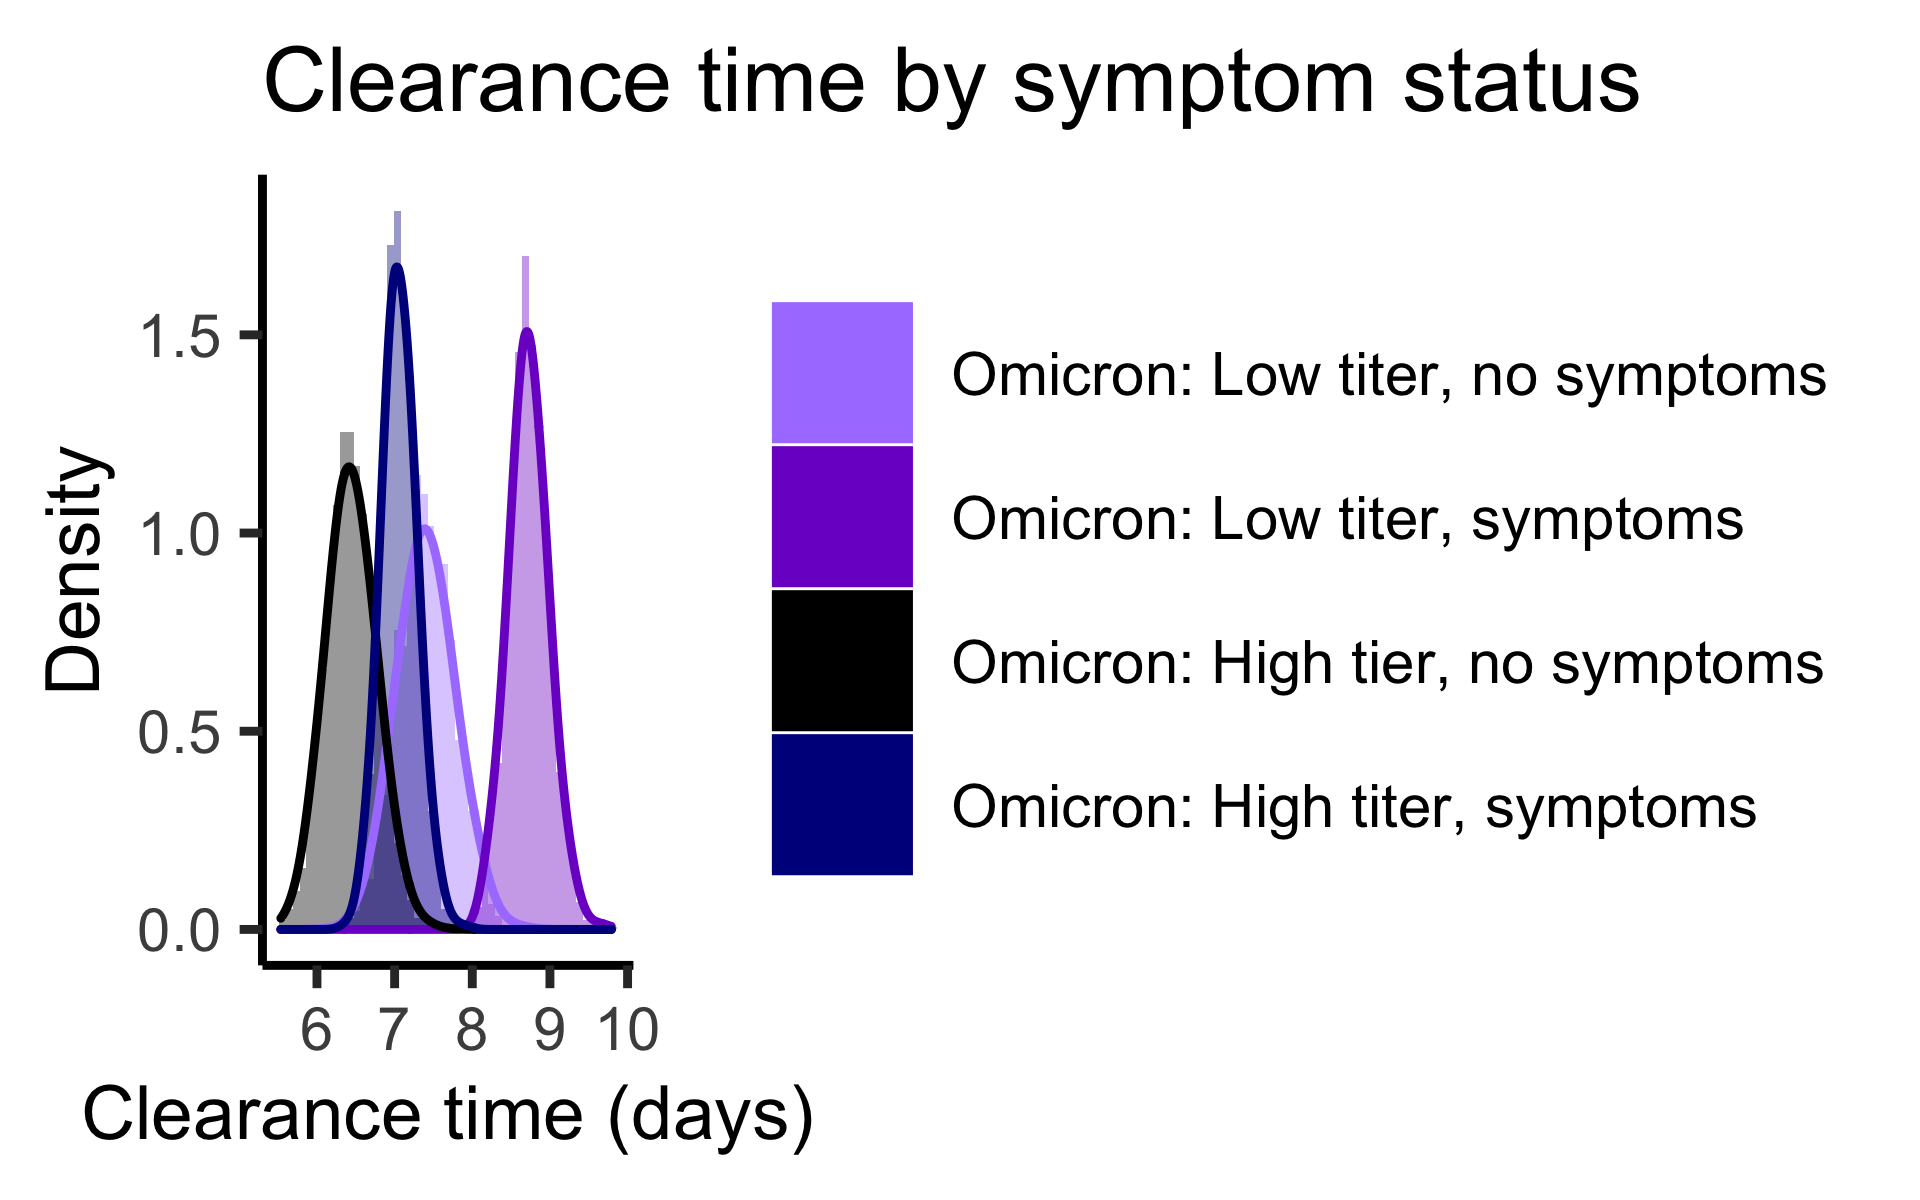 Clearance time by symptom status
Density
1.5
1.0
0.5
0.0
6 7 8 9 10
Clearance time (days)
Omicron: Low titer, no symptoms
Omicron: Low titer, symptoms
Omicron: High tier, no symptoms
Omicron: High titer, symptoms